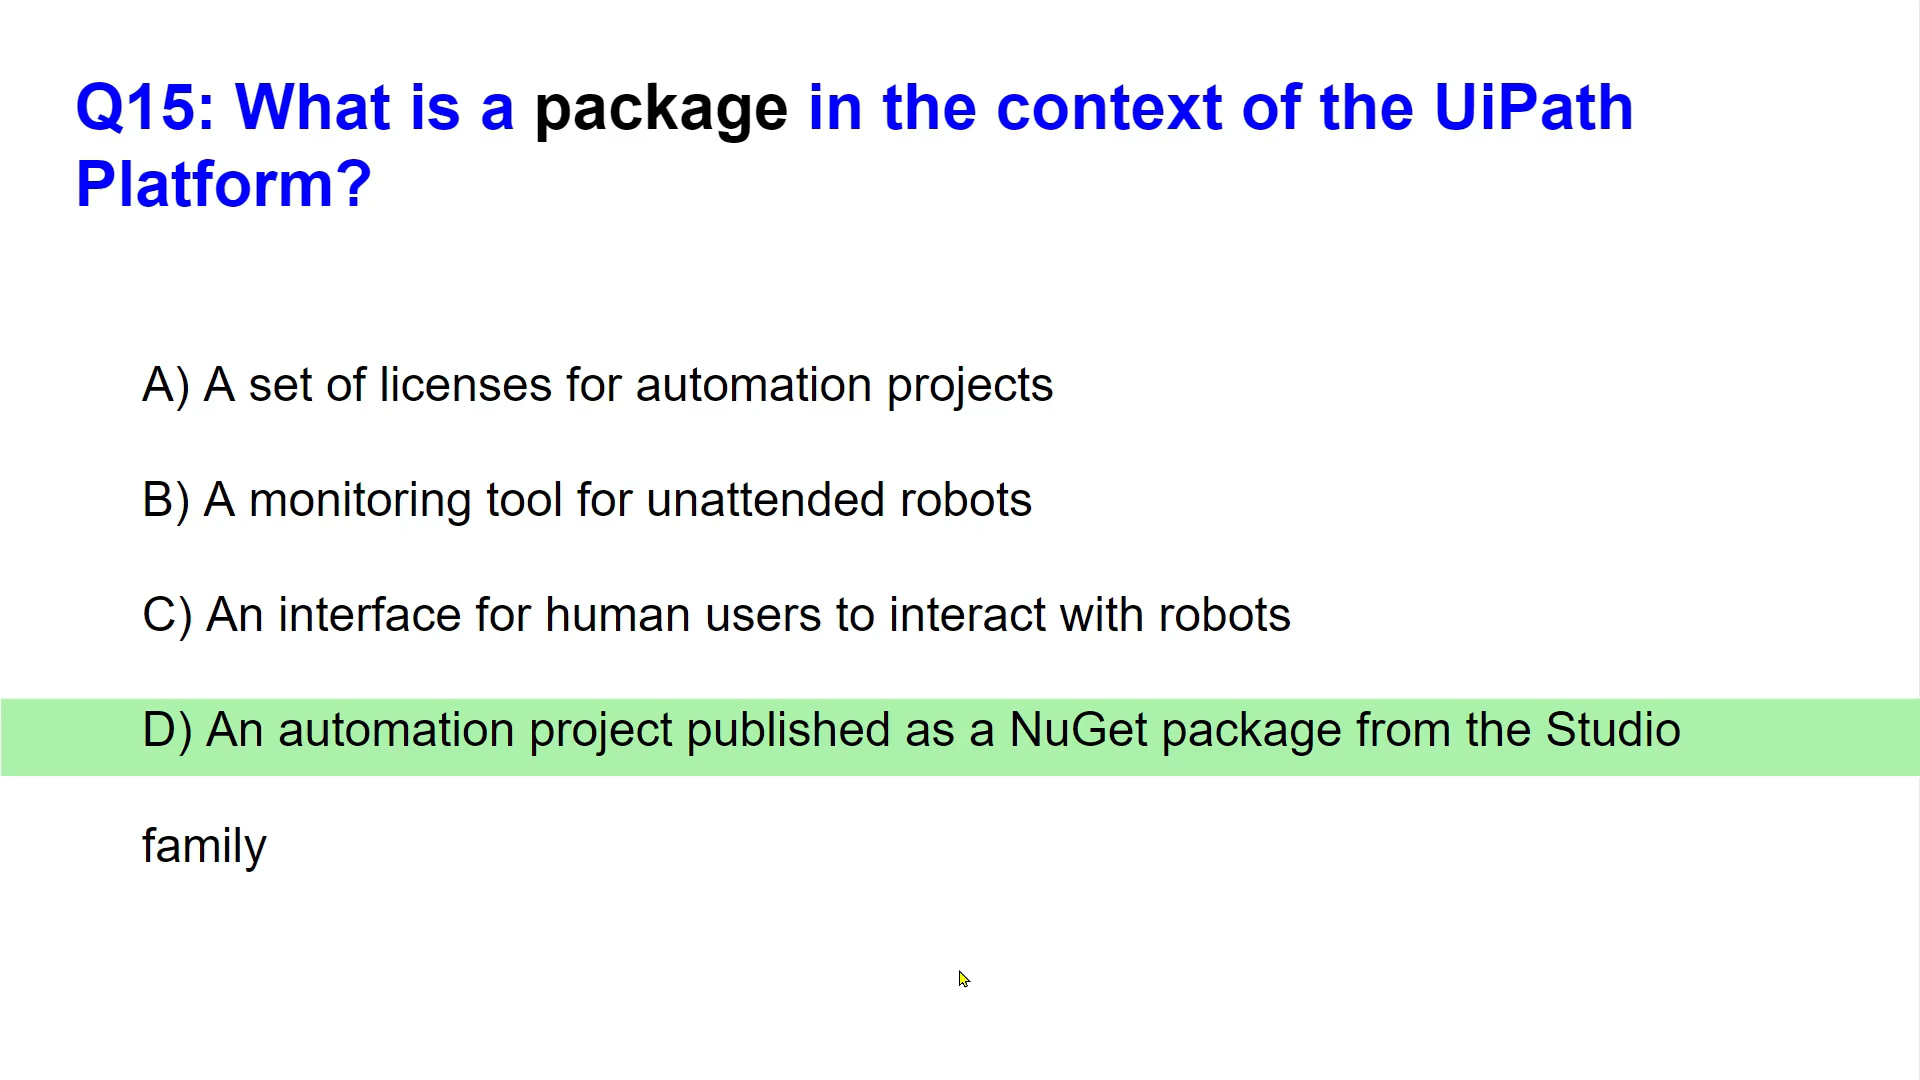 Q15: What is a package in the context of the UiPath
Platform?
A) A set of licenses for automation projects
B) A monitoring tool for unattended robots
C) An interface for human users to interact with robots
D) An automation project published as a NuGet package from the Studio
family